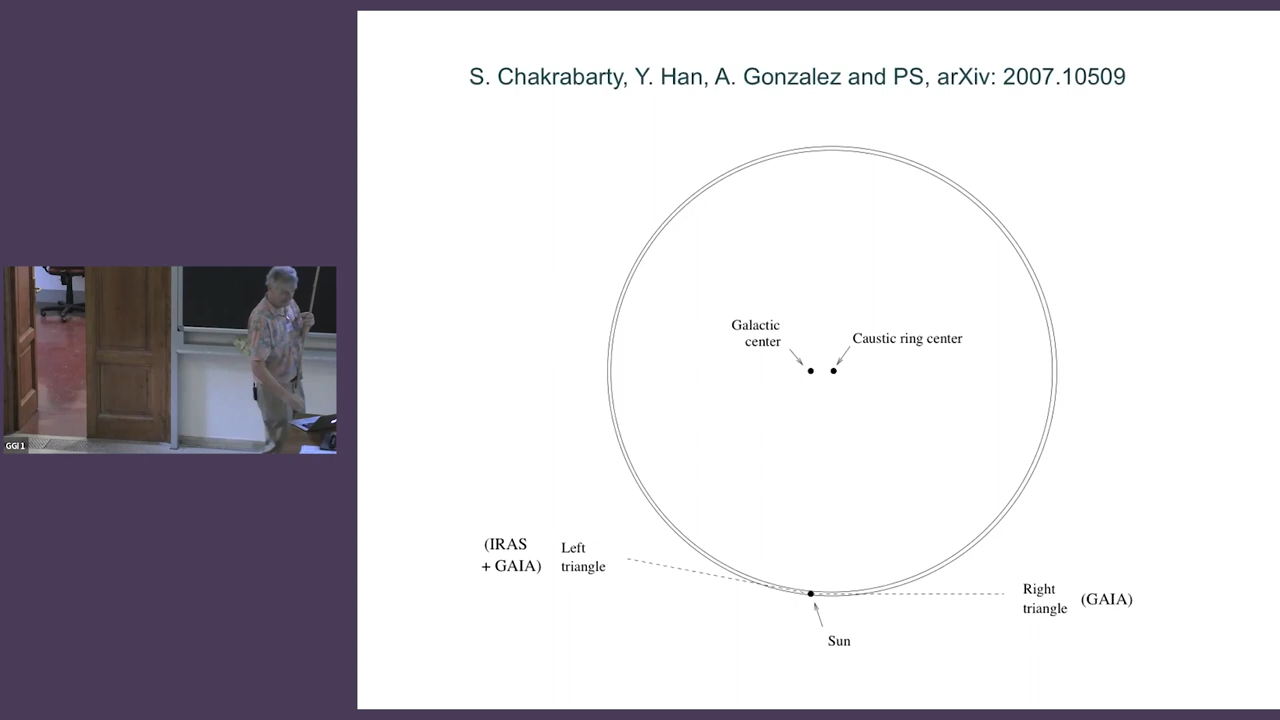 S. Chakrabarty, Y. Han, A. Gonzalez and PS, arXiv: 2007.10509
Galactic
center
Caustic ring center
(IRAS
+ GAIA)
Left
triangle
Right
triangle
(GAIA)
Sun
GGI 1